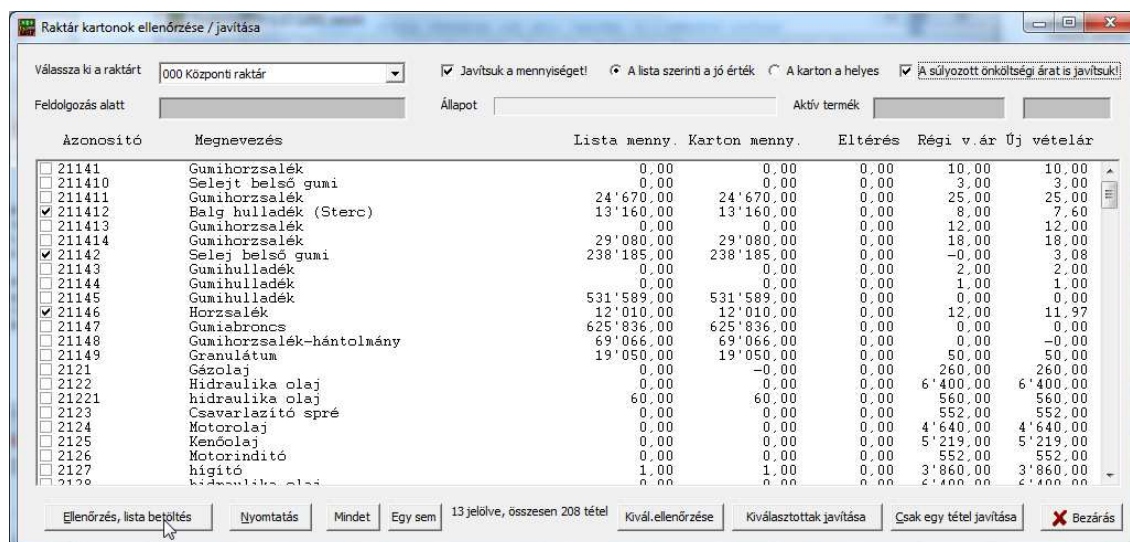 Raktár kartonok ellenőrzése / javítása
Válassza ki a raktárt 000 Központi raktár Javítsuk a mennyiséget! A lista szerinti a jó érték A karton a helyes A súlyozott önköltségi árat is javítsuk!
Feldolgozás alatt Állapot Aktív termék
Azonosító Megnevezés Lista menny. Karton menny. Eltérés Régi v.ár Új vételár
21141 Gumihorzsalék 0,00 0,00 0,00 10,00 10,00
211410 Selejt belső gumi 0,00 0,00 0,00 3,00 3,00
211411 Gumihorzsalék 24'670,00 24'670,00 0,00 25,00 25,00
211412 Balg hulladék (Sterc) 13'160,00 13'160,00 0,00 8,00 7,60
211413 Gumihorzsalék 0,00 0,00 0,00 12,00 12,00
211414 Gumihorzsalék 29'080,00 29'080,00 0,00 18,00 18,00
21142 Selej belső gumi 238'185,00 238'185,00 0,00 -0,00 3,08
21143 Gumihulladék 0,00 0,00 0,00 2,00 2,00
21144 Gumihulladék 0,00 0,00 0,00 1,00 1,00
21145 Gumihulladék 531'589,00 531'589,00 0,00 0,00 0,00
21146 Horzsalék 12'010,00 12'010,00 0,00 12,00 11,97
21147 Gumiabroncs 625'836,00 625'836,00 0,00 0,00 0,00
21148 Gumihorzsalék-hántolmány 69'066,00 69'066,00 0,00 0,00 -0,00
21149 Granulátum 19'050,00 19'050,00 0,00 50,00 50,00
2121 Gázolaj 0,00 -0,00 0,00 260,00 260,00
2122 Hidraulika olaj 0,00 0,00 0,00 6'400,00 6'400,00
21221 hidraulika olaj 60,00 60,00 0,00 560,00 560,00
2123 Csavarlazító spré 0,00 0,00 0,00 552,00 552,00
2124 Motorolaj 0,00 0,00 0,00 4'640,00 4'640,00
2125 Kenőolaj 0,00 0,00 0,00 5'219,00 5'219,00
2126 Motorinditó 0,00 0,00 0,00 552,00 552,00
2127 hígító 1,00 1,00 0,00 3'860,00 3'860,00
2128 hidraulika olaj 0,00 0,00 0,00 6'400,00 6'400,00
Ellenőrzés, lista betöltés Nyomtatás Mindet Egy sem 13 jelölve, összesen 208 tétel Kivál.ellenőrzése Kiválasztottak javítása Csak egy tétel javítása Bezárás